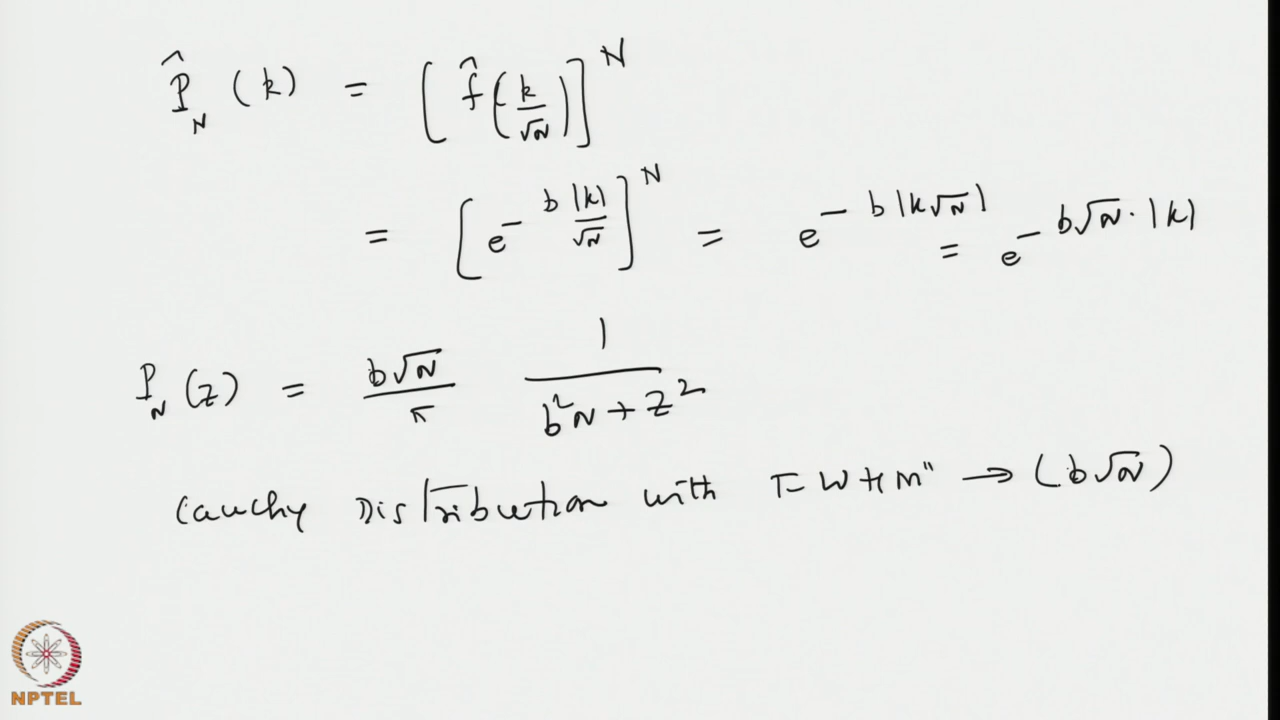 P̂_N (k) = [ f̂ ( k/√N ) ]^N
= [ e^{- b |k|/√N} ]^N = e^{- b |k√N|} = e^{- b√N · |k|}
P_N (z) = b√N/π 1/(b²N + z²)
Cauchy Distribution with FWHM" → (b√N)
NPTEL